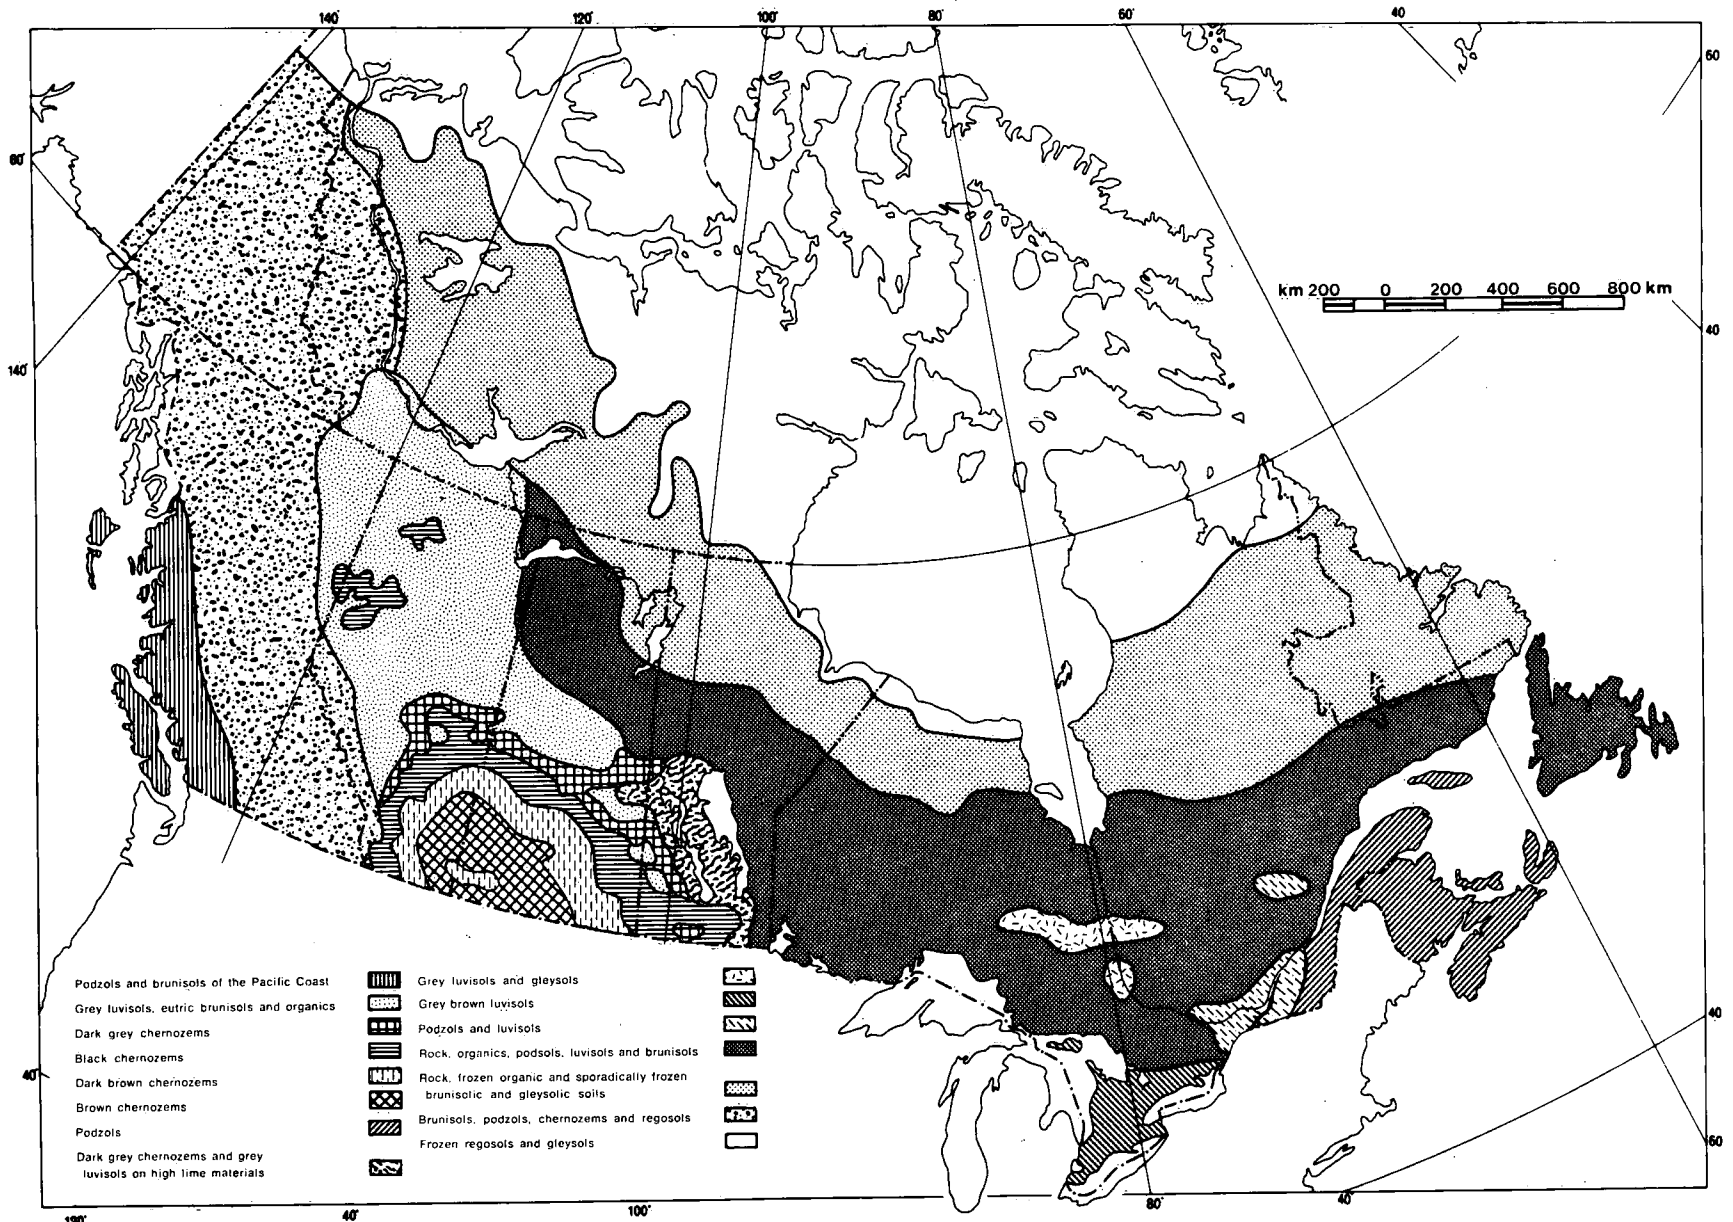 140°
120°
100°
80°
60°
40
60
60°
km 200 0 200 400 600 800 km
40
140°
Podzols and brunisols of the Pacific Coast
Grey luvisols, eutric brunisols and organics
Dark grey chernozems
Black chernozems
Dark brown chernozems
Brown chernozems
Podzols
Dark grey chernozems and grey
luvisols on high lime materials
Grey luvisols and gleysols
Grey brown luvisols
Podzols and luvisols
Rock, organics, podsols, luvisols and brunisols
Rock, frozen organic and sporadically frozen
brunisolic and gleysolic soils
Brunisols, podzols, chernozems and regosols
Frozen regosols and gleysols
40
40°
60
40°
100°
80°
40°